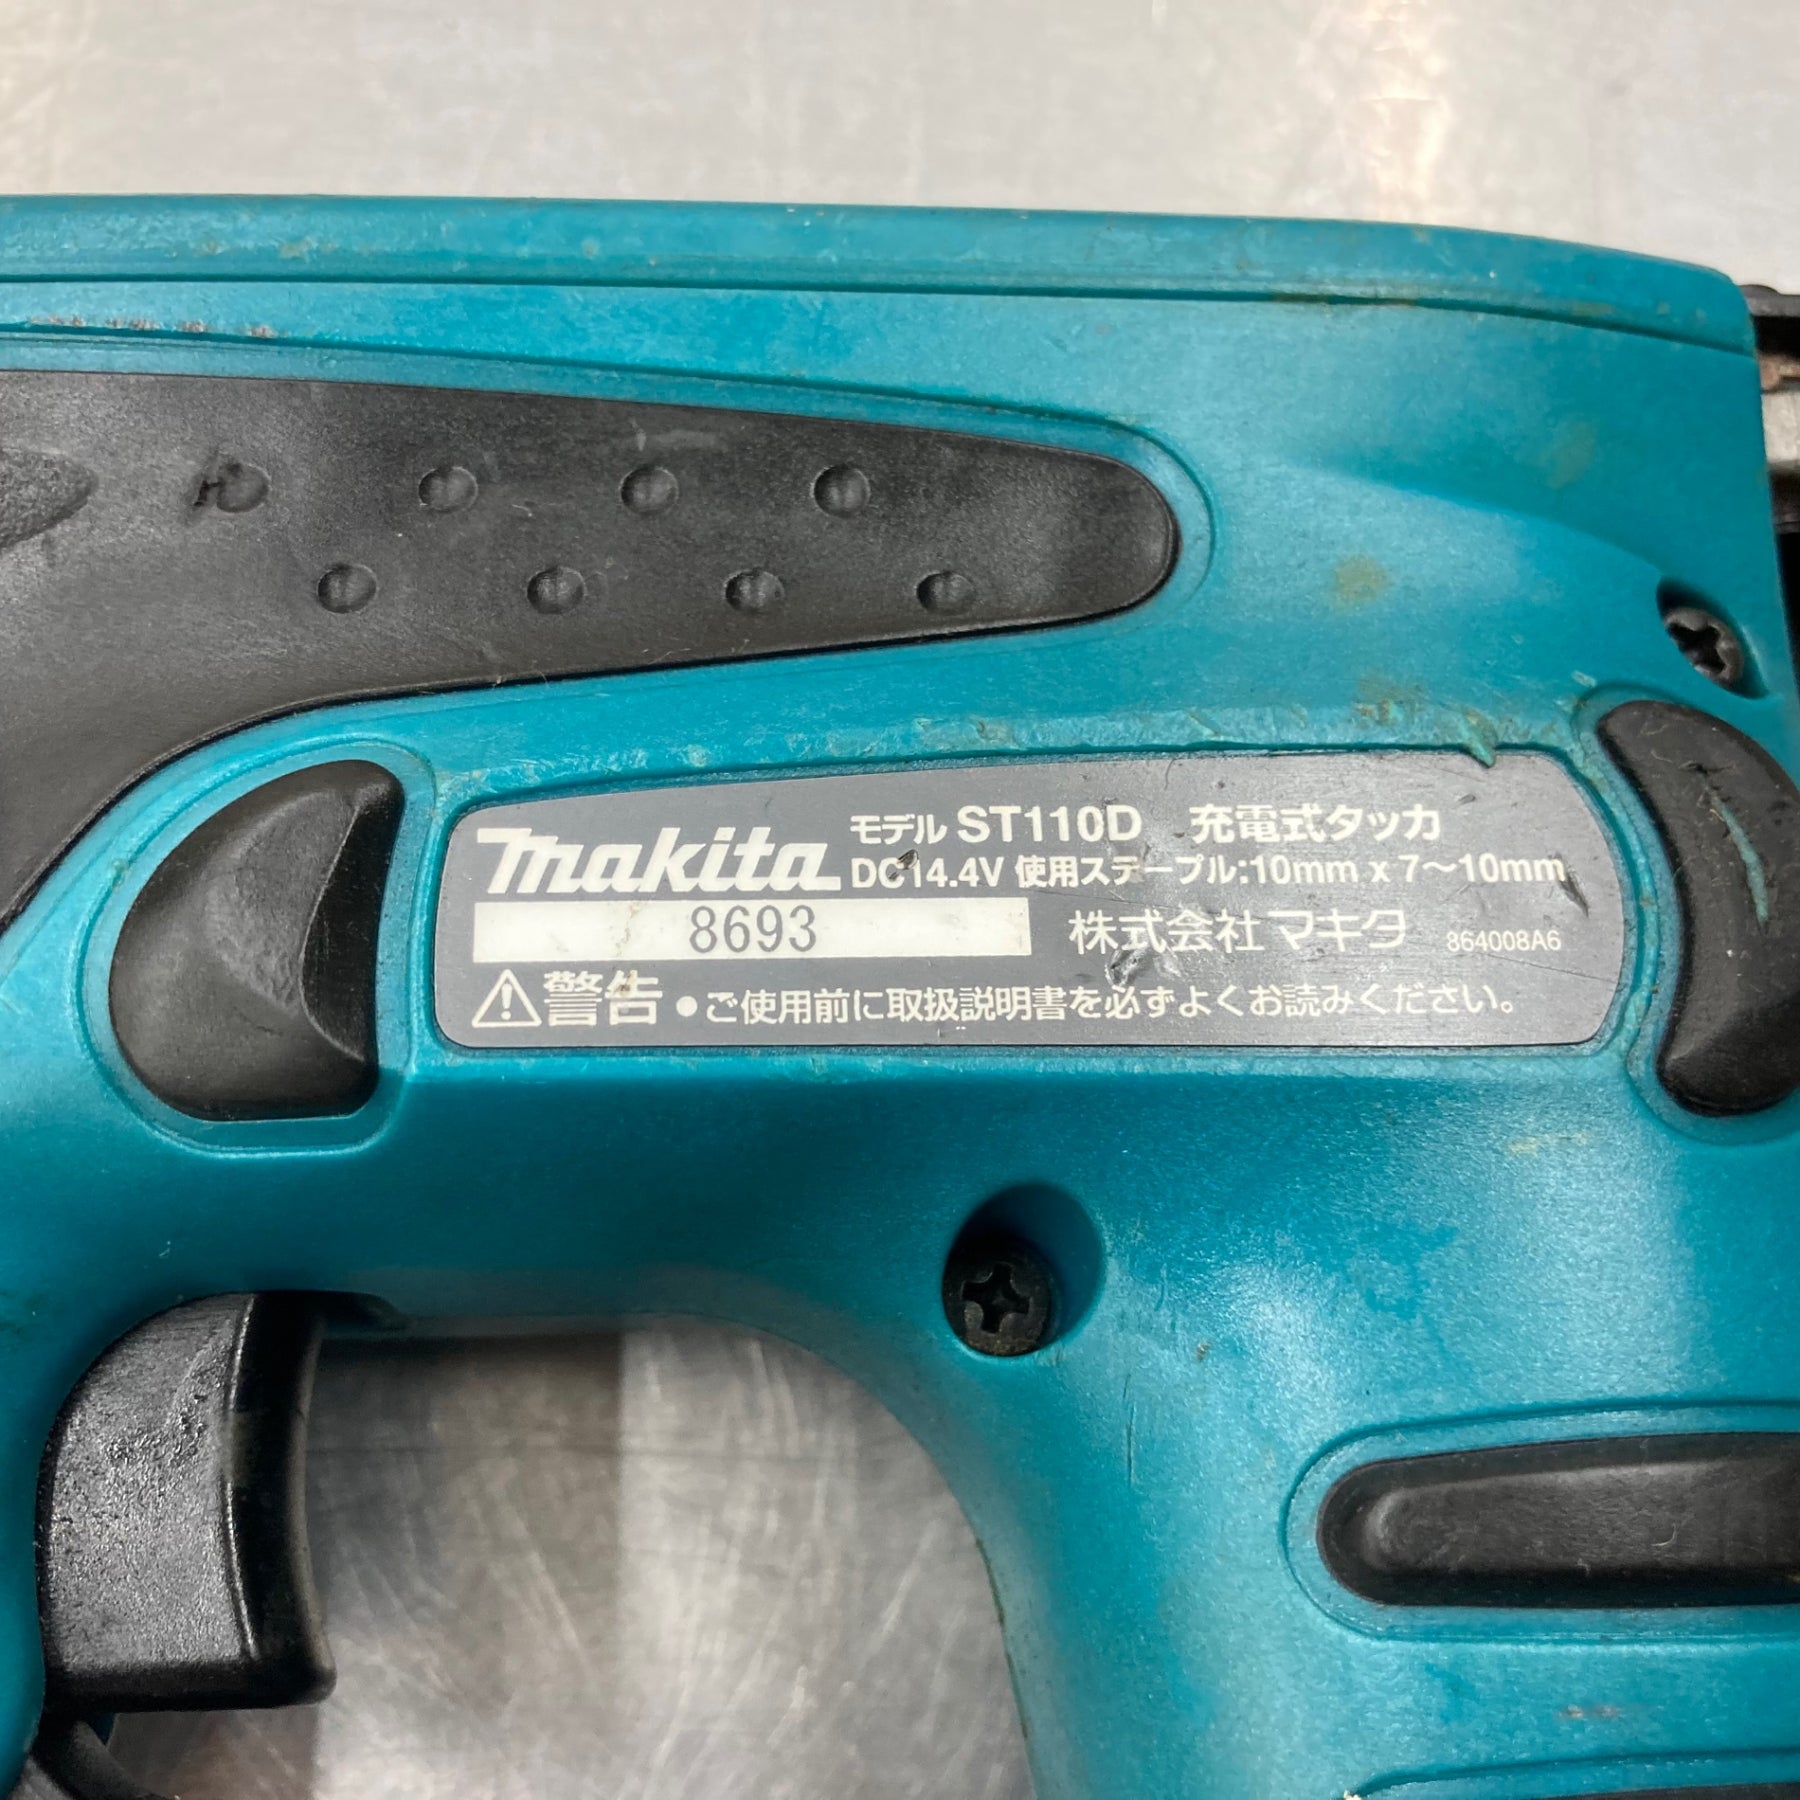 makita モデル ST110D 充電式タッカ
DC14.4V 使用ステープル:10mm x 7～10mm
8693 株式会社マキタ 864008A6
⚠警告 ●ご使用前に取扱説明書を必ずよくお読みください。